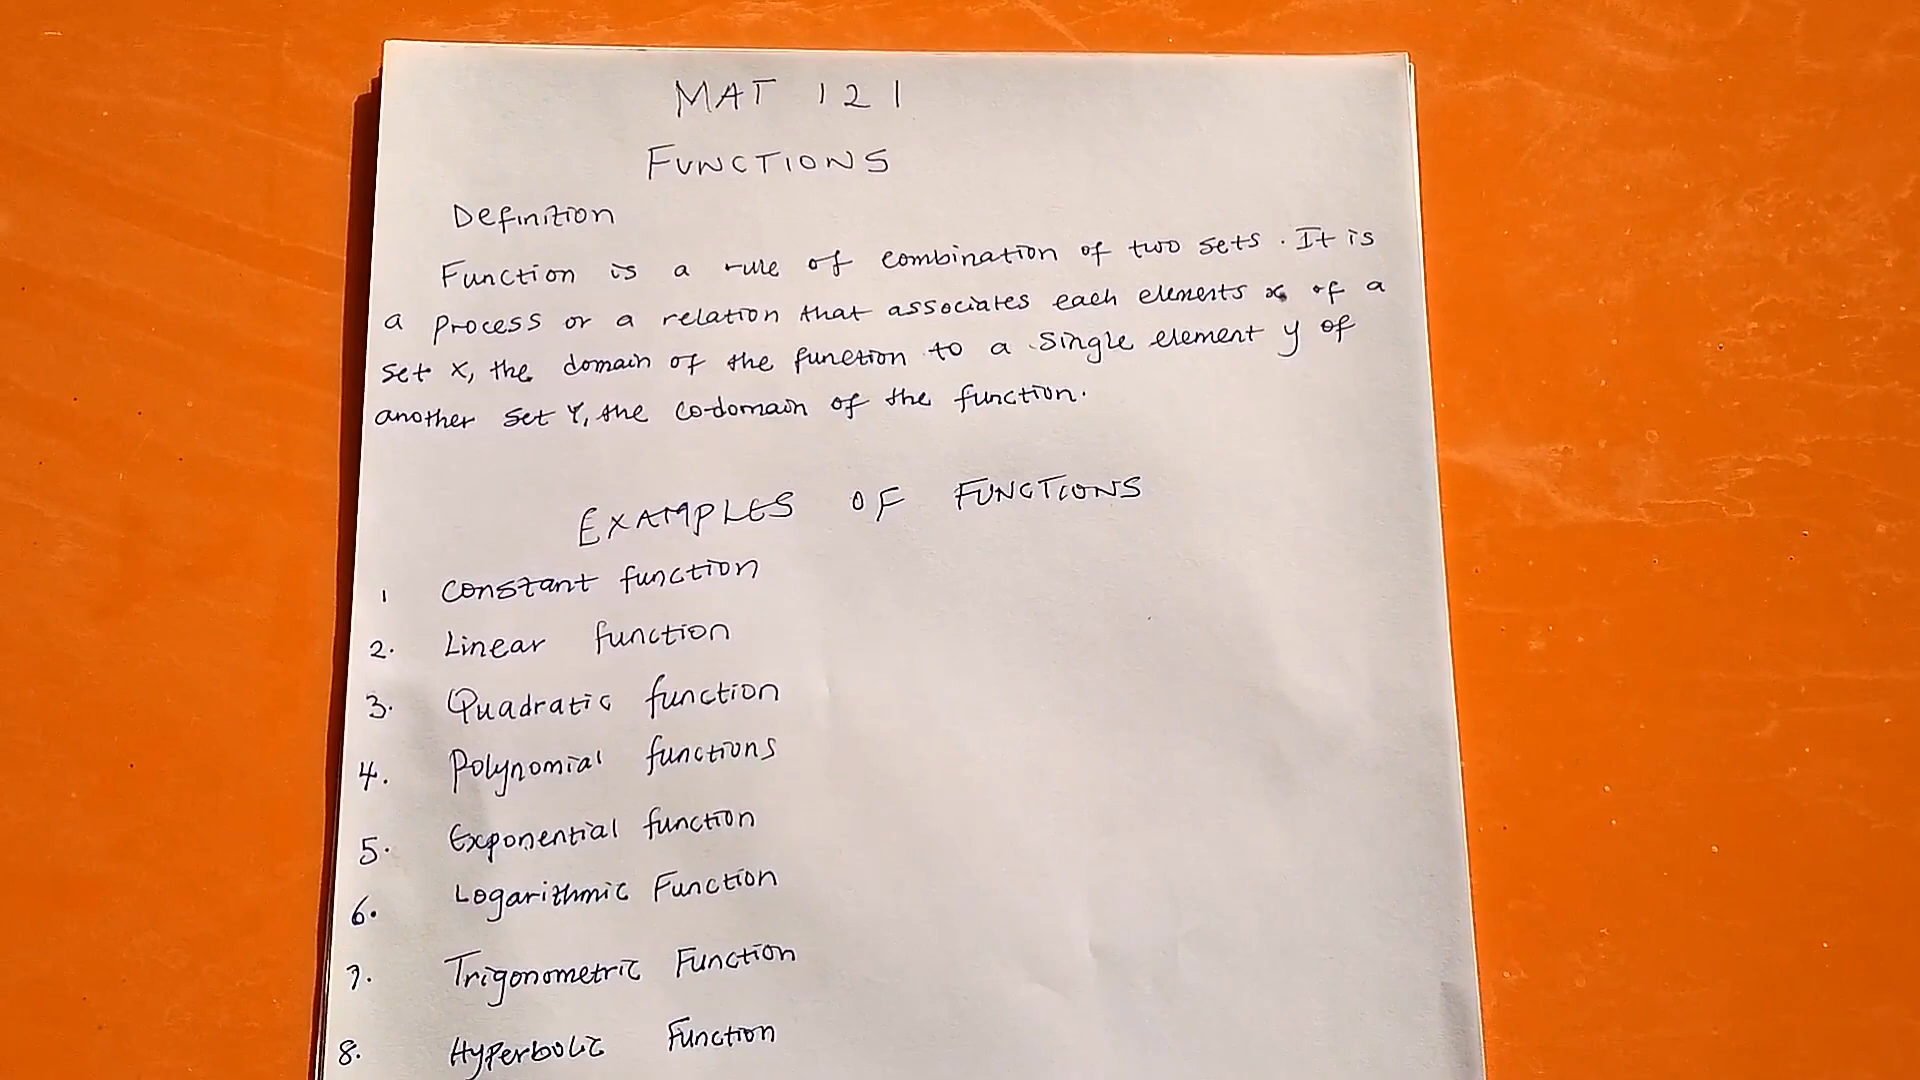 MAT 121
FUNCTIONS
Definition
Function is a rule of combination of two sets. It is
a process or a relation that associates each elements x of a
set X, the domain of the function to a single element y of
another set Y, the co-domain of the function.
EXAMPLES OF FUNCTIONS
1 Constant function
2. Linear function
3. Quadratic function
4. Polynomial functions
5. Exponential function
6. Logarithmic Function
7. Trigonometric Function
8. Hyperbolic Function